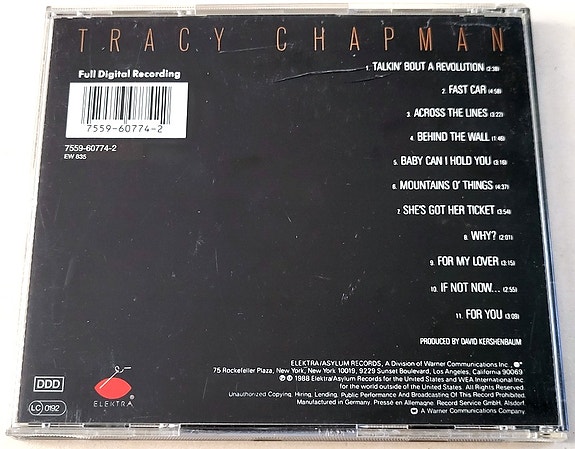 TRACY CHAPMAN
Full Digital Recording
7559-60774-2
7559-60774-2
EW 835
1. TALKIN' BOUT A REVOLUTION (2:38)
2. FAST CAR (4:58)
3. ACROSS THE LINES (3:22)
4. BEHIND THE WALL (1:46)
5. BABY CAN I HOLD YOU (3:16)
6. MOUNTAINS O' THINGS (4:37)
7. SHE'S GOT HER TICKET (3:54)
8. WHY? (2:01)
9. FOR MY LOVER (3:15)
10. IF NOT NOW... (2:55)
11. FOR YOU (3:09)
PRODUCED BY DAVID KERSHENBAUM
ELEKTRA/ASYLUM RECORDS, A Division of Warner Communications Inc.,
75 Rockefeller Plaza, New York, New York 10019, 9229 Sunset Boulevard, Los Angeles, California 90069
℗ © 1988 Elektra/Asylum Records for the United States and WEA International Inc.
for the world outside of the United States. All Rights Reserved.
Unauthorized Copying, Hiring, Lending, Public Performance And Broadcasting Of This Record Prohibited.
Manufactured in Germany. Pressé en Allemagne. Record Service GmbH, Alsdorf.
A Warner Communications Company.
DDD
LC 0192
ELEKTRA